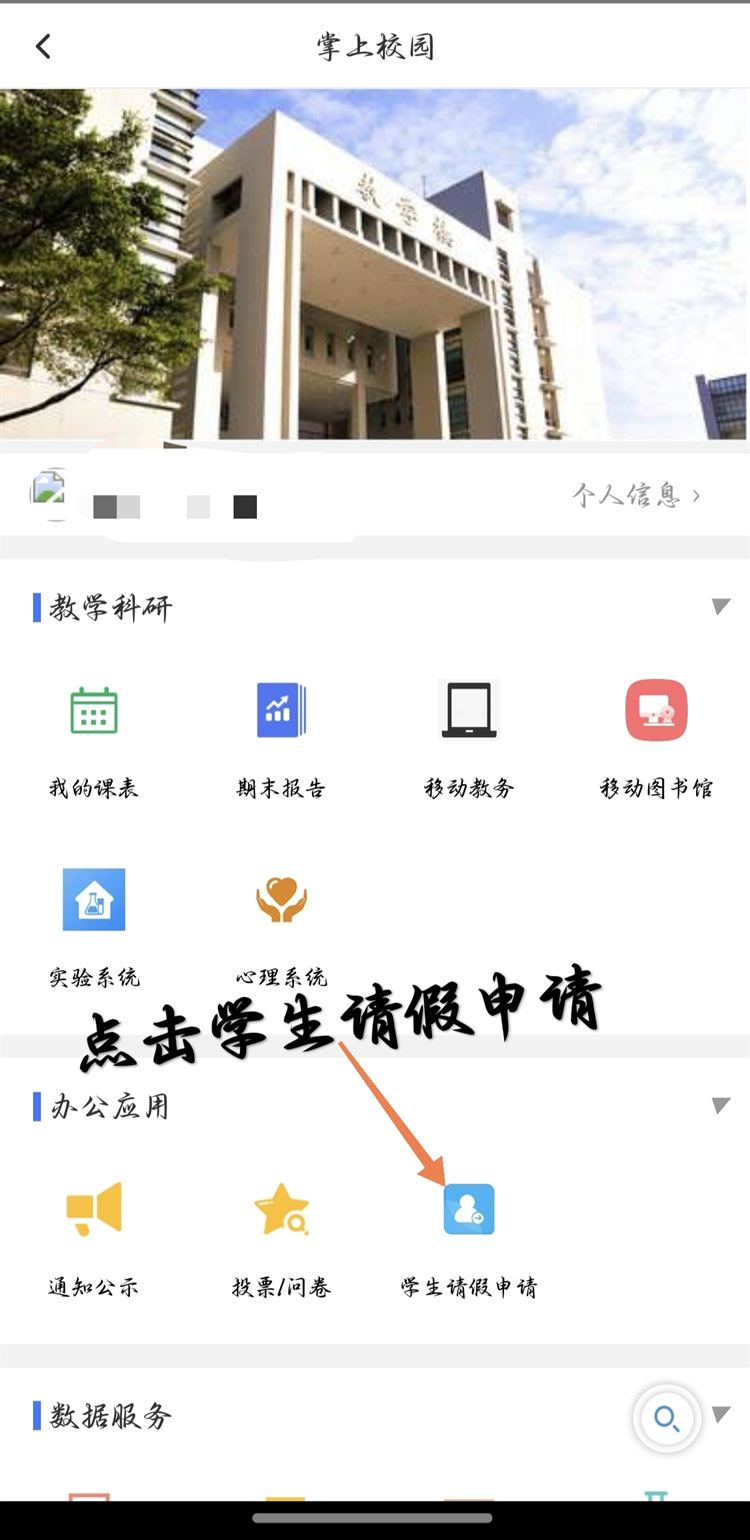 掌上校园
教学楼
个人信息
教学科研
我的课表 期末报告 移动教务 移动图书馆
实验系统 心理系统
点击学生请假申请
办公应用
通知公示 投票/问卷 学生请假申请
数据服务